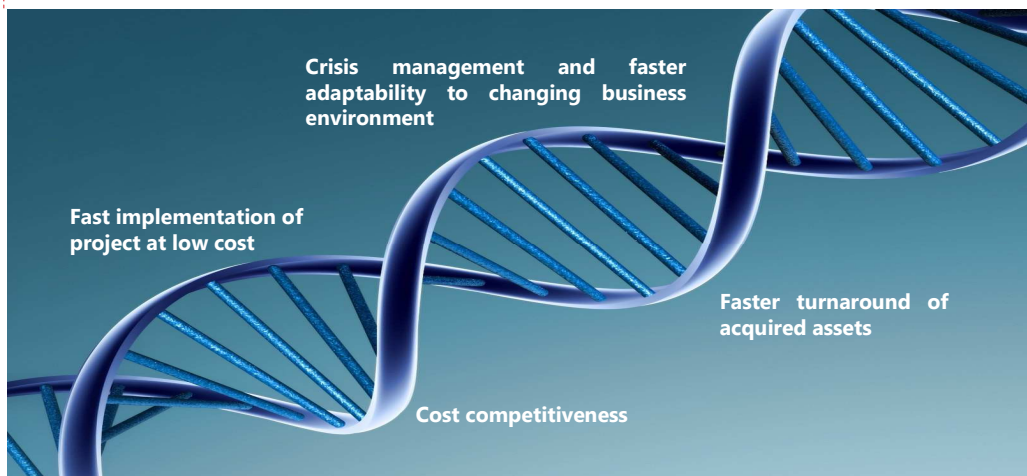 Crisis management and faster
adaptability to changing business
environment
Fast implementation of
project at low cost
Faster turnaround of
acquired assets
Cost competitiveness